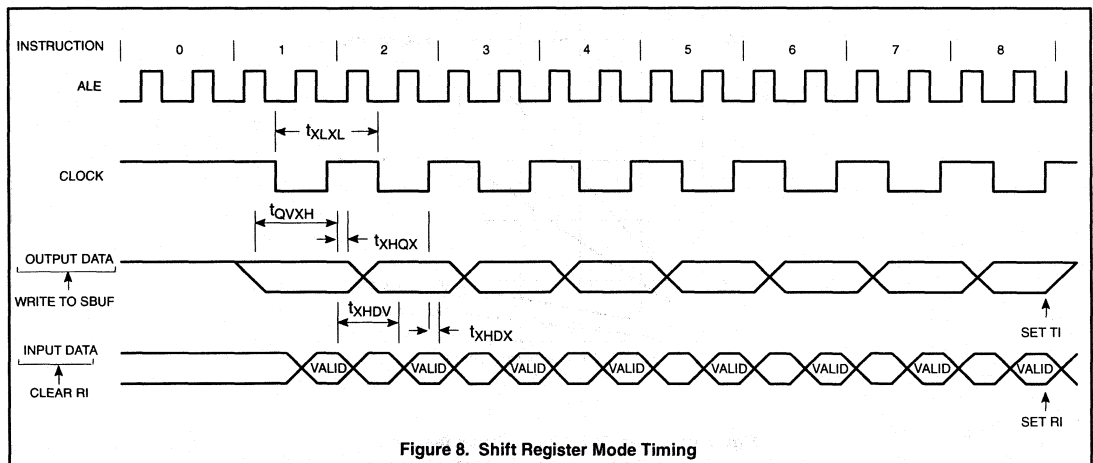 INSTRUCTION 0 1 2 3 4 5 6 7 8
ALE
tXLXL
CLOCK
tQVXH
tXHQX
OUTPUT DATA
WRITE TO SBUF
tXHDV
tXHDX
SET TI
INPUT DATA
VALID VALID VALID VALID VALID VALID VALID VALID
CLEAR RI
SET RI
Figure 8. Shift Register Mode Timing